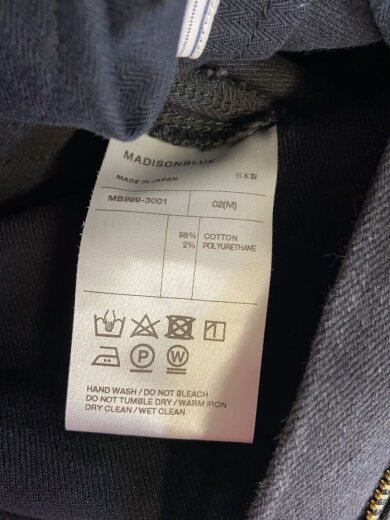 MADISONBLUE
MADE IN JAPAN 日本製
MB999-3001 02(M)
98% COTTON
2% POLYURETHANE
P W
HAND WASH / DO NOT BLEACH
DO NOT TUMBLE DRY / WARM IRON
DRY CLEAN / WET CLEAN